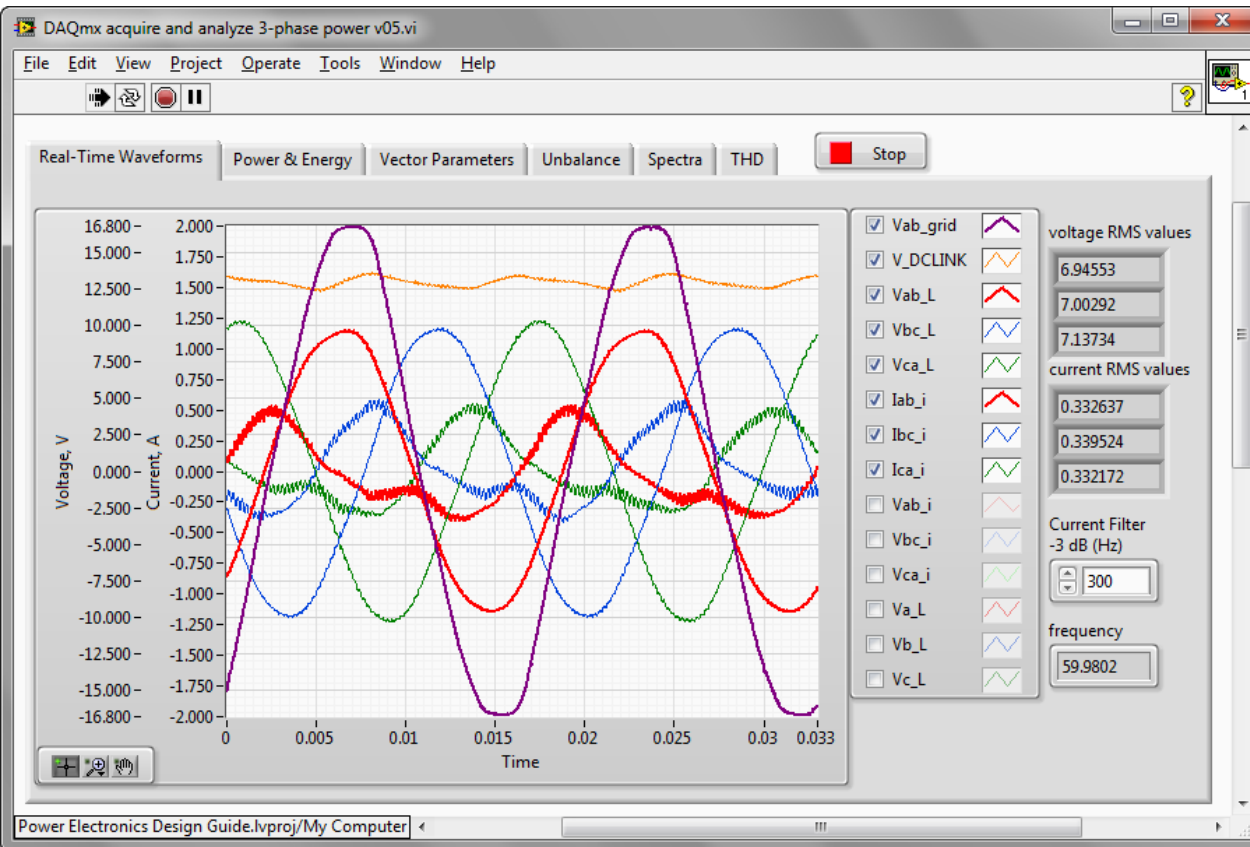 DAQmx acquire and analyze 3-phase power v05.vi
File Edit View Project Operate Tools Window Help
1
Real-Time Waveforms Power & Energy Vector Parameters Unbalance Spectra THD Stop
Voltage, V
16.800
15.000
12.500
10.000
7.500
5.000
2.500
0.000
-2.500
-5.000
-7.500
-10.000
-12.500
-15.000
-16.800
Current, A
2.000
1.750
1.500
1.250
1.000
0.750
0.500
0.250
0.000
-0.250
-0.500
-0.750
-1.000
-1.250
-1.500
-1.750
-2.000
0 0.005 0.01 0.015 0.02 0.025 0.03 0.033
Time
Vab_grid
V_DCLINK
Vab_L
Vbc_L
Vca_L
Iab_i
Ibc_i
Ica_i
Vab_i
Vbc_i
Vca_i
Va_L
Vb_L
Vc_L
voltage RMS values
6.94553
7.00292
7.13734
current RMS values
0.332637
0.339524
0.332172
Current Filter
-3 dB (Hz)
300
frequency
59.9802
Power Electronics Design Guide.lvproj/My Computer